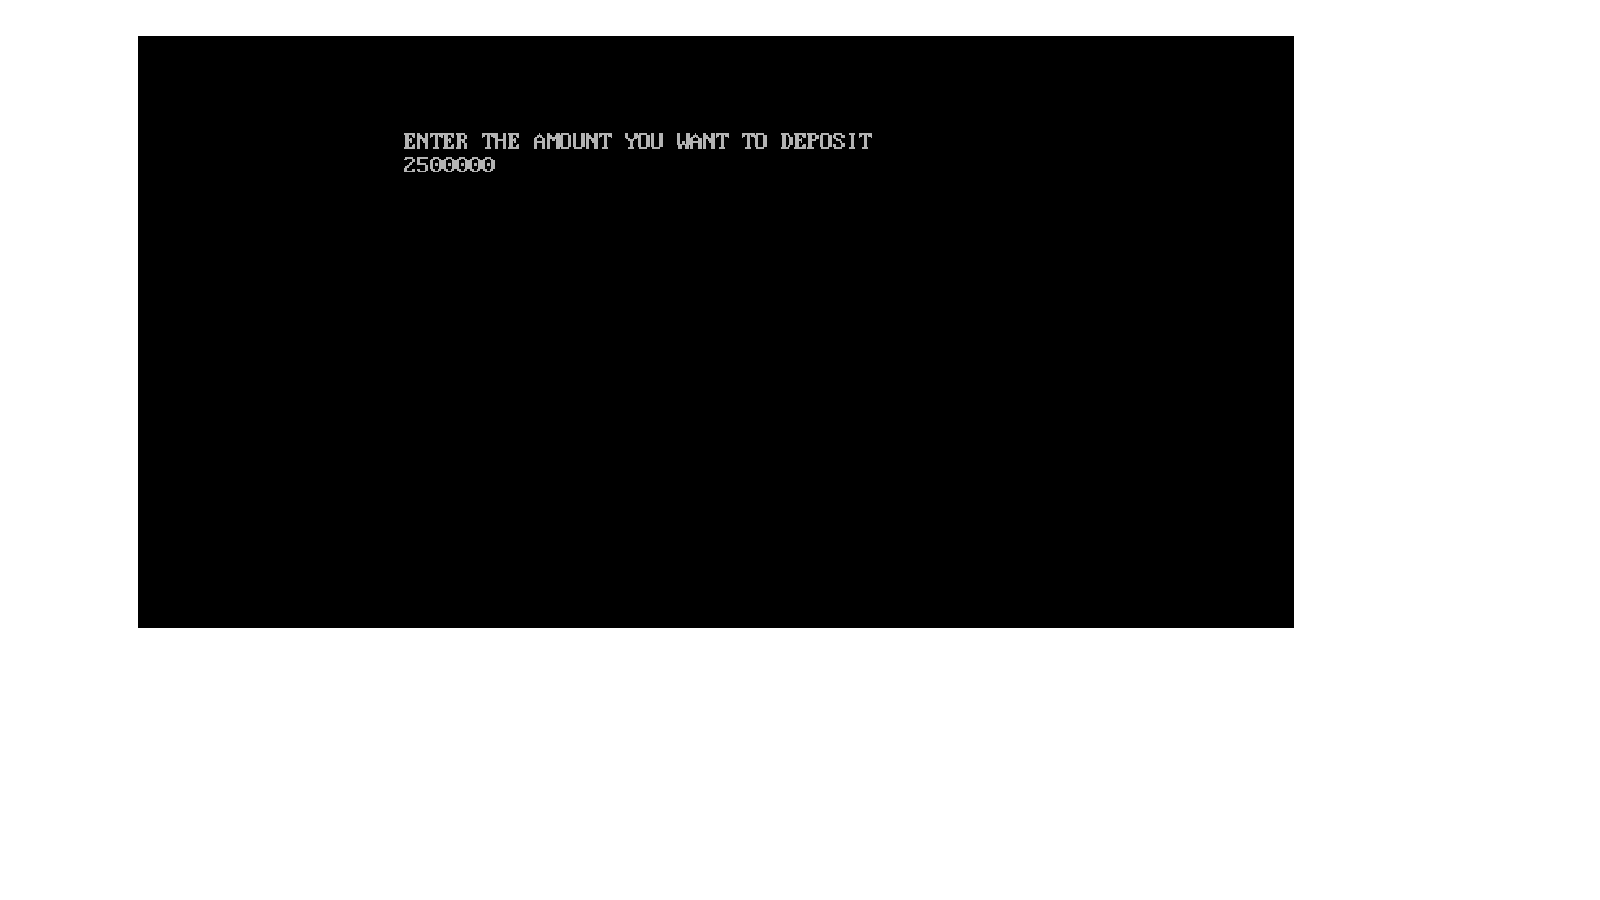 ENTER THE AMOUNT YOU WANT TO DEPOSIT
2500000